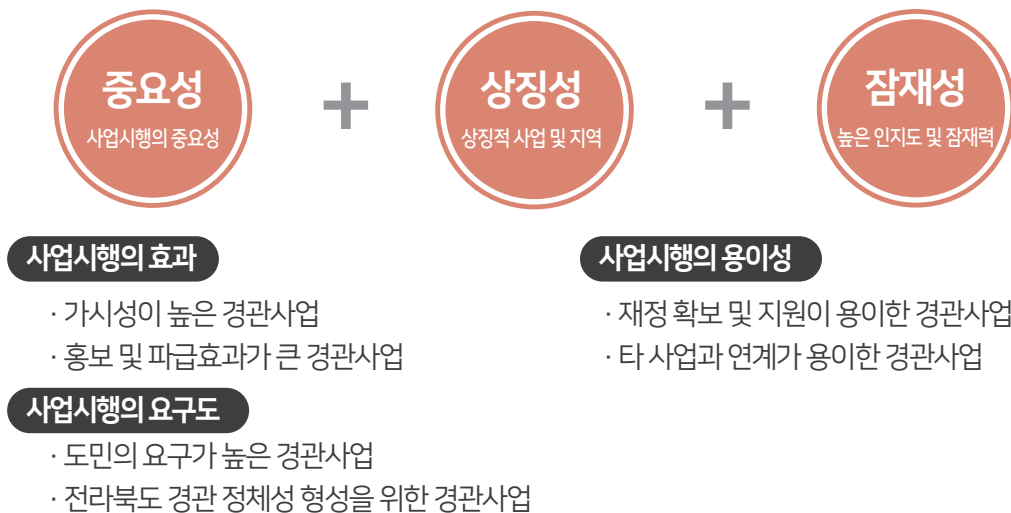 중요성
사업시행의 중요성
+
상징성
상징적 사업 및 지역
+
잠재성
높은 인지도 및 잠재력
사업시행의 효과
· 가시성이 높은 경관사업
· 홍보 및 파급효과가 큰 경관사업
사업시행의 용이성
· 재정 확보 및 지원이 용이한 경관사업
· 타 사업과 연계가 용이한 경관사업
사업시행의 요구도
· 도민의 요구가 높은 경관사업
· 전라북도 경관 정체성 형성을 위한 경관사업